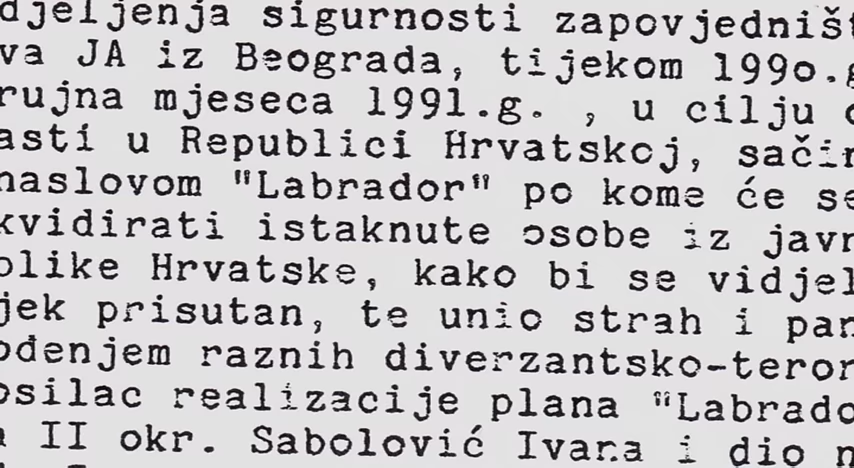 djeljenja sigurnosti zapovjedništ
va JA iz Beograda, tijekom 1990.g
rujna mjeseca 1991.g. , u cilju
asti u Republici Hrvatskoj, sačin
naslovom "Labrador" po kome će se
kvidirati istaknute osobe iz javn
olike Hrvatske, kako bi se vidjel
jek prisutan, te unio strah i pan
ođenjem raznih diverzantsko-teror
osilac realizacije plana "Labrado
II okr. Sabolović Ivana i dio n